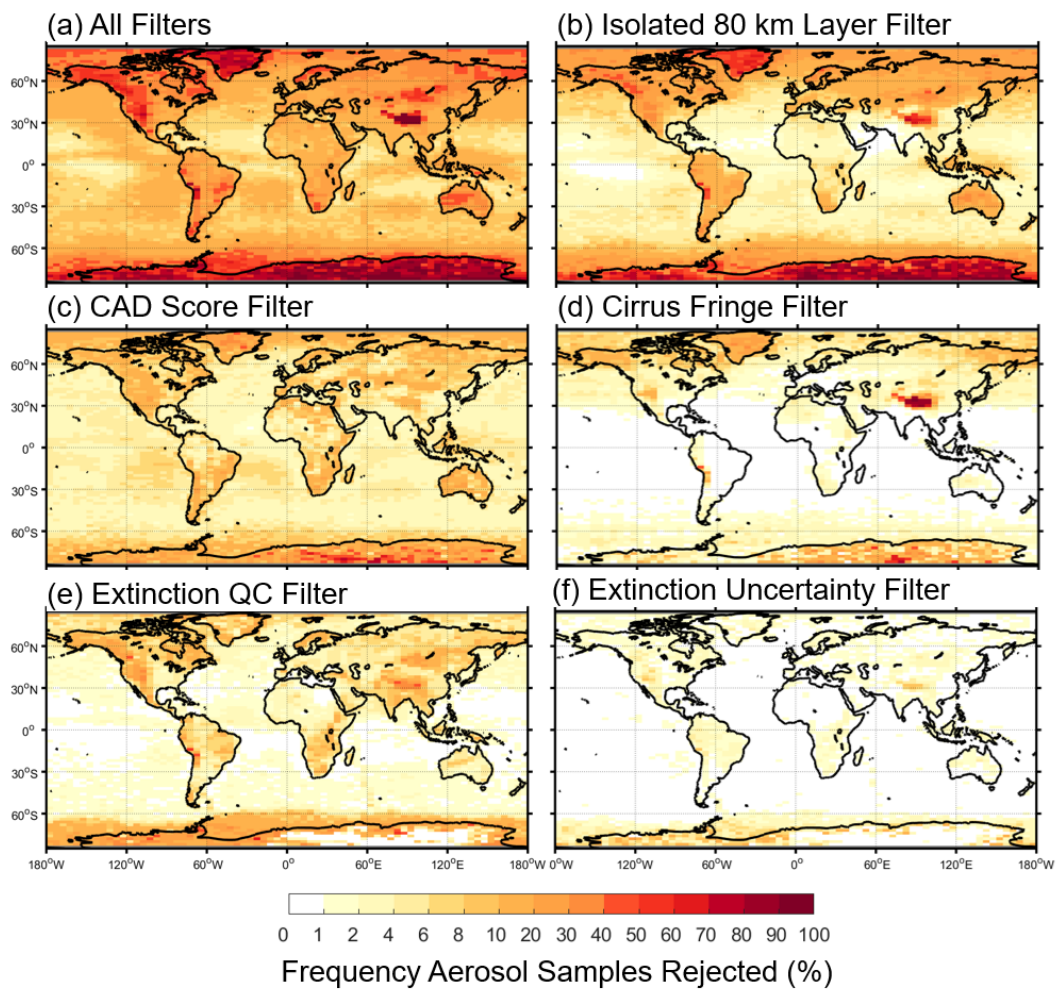 (a) All Filters
(b) Isolated 80 km Layer Filter
60°N
30°N
0°
30°S
60°S
(c) CAD Score Filter
(d) Cirrus Fringe Filter
60°N
30°N
0°
30°S
60°S
(e) Extinction QC Filter
(f) Extinction Uncertainty Filter
60°N
30°N
0°
30°S
60°S
180°W 120°W 60°W 0° 60°E 120°E 180°W 120°W 60°W 0° 60°E 120°E 180°W
0 1 2 4 6 8 10 20 30 40 50 60 70 80 90 100
Frequency Aerosol Samples Rejected (%)